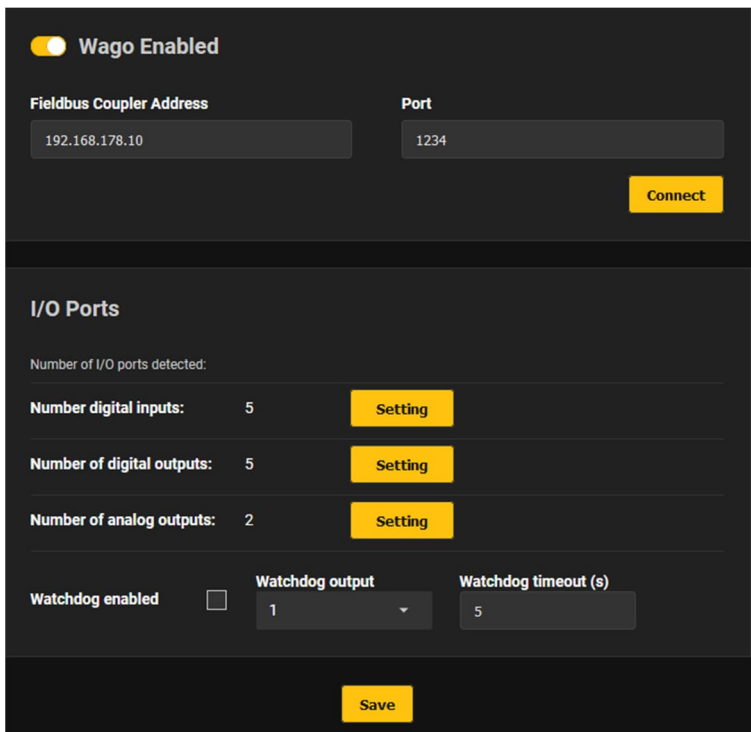 Wago Enabled
Fieldbus Coupler Address Port
192.168.178.10 1234
Connect
I/O Ports
Number of I/O ports detected:
Number digital inputs: 5 Setting
Number of digital outputs: 5 Setting
Number of analog outputs: 2 Setting
Watchdog output Watchdog timeout (s)
Watchdog enabled 1 5
Save